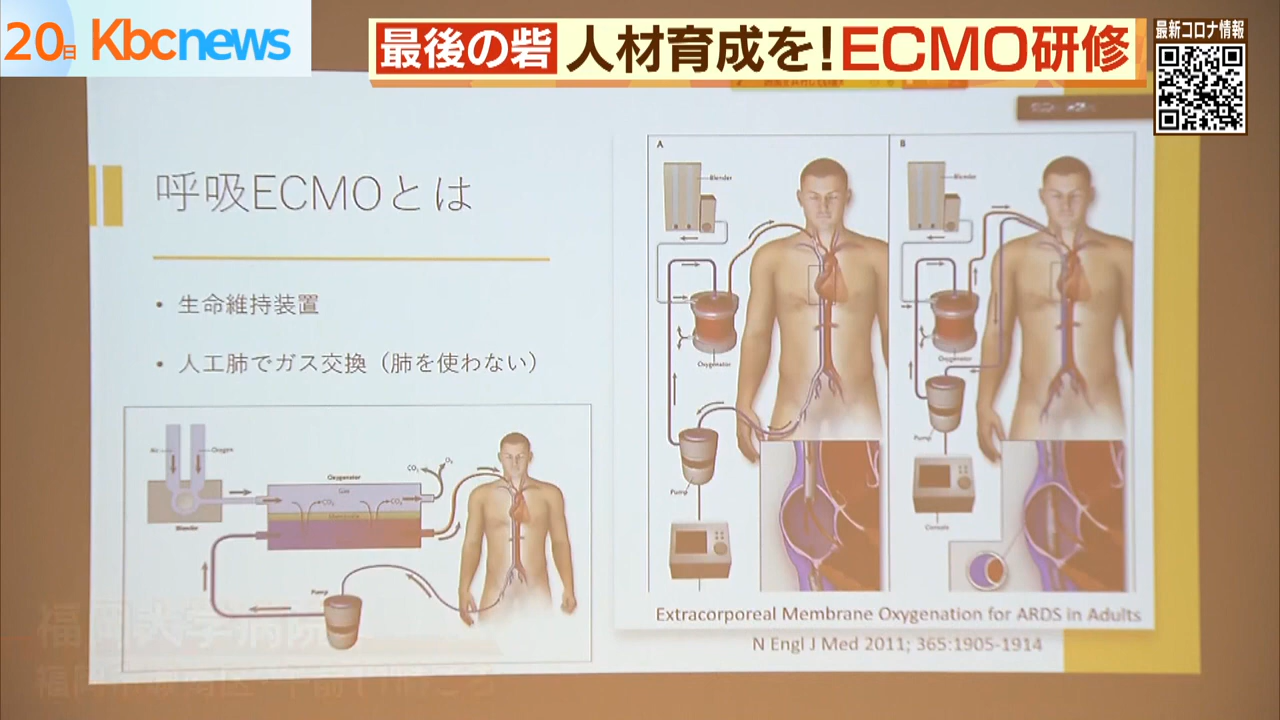 20日 Kbcnews
最後の砦 人材育成を！ECMO研修
最新コロナ情報
呼吸ECMOとは
• 生命維持装置
• 人工肺でガス交換（肺を使わない）
Air
Oxygen
Blender
Oxygenator
Gas
CO₂
CO₂
CO₂
O₂
Membrane
Pump
A
Blender
Oxygenator
Pump
B
Blender
Oxygenator
Pump
Console
Extracorporeal Membrane Oxygenation for ARDS in Adults
N Engl J Med 2011; 365:1905-1914
福岡大学病院